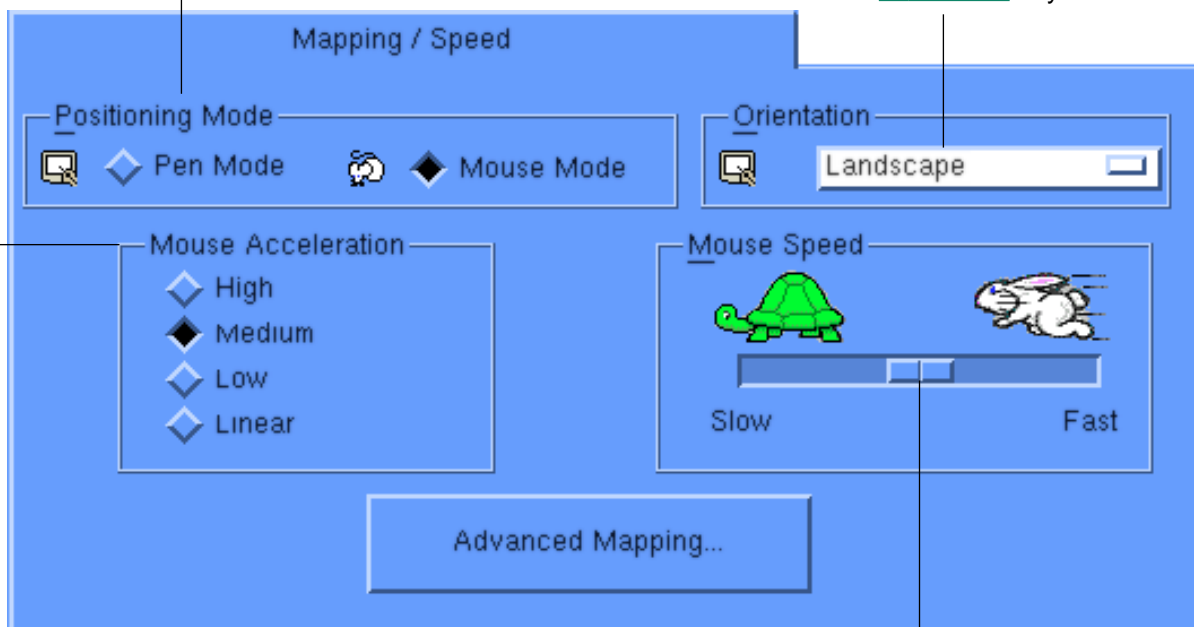 Mapping / Speed
Positioning Mode
Pen Mode
Mouse Mode
Orientation
Landscape
Mouse Acceleration
High
Medium
Low
Linear
Mouse Speed
Slow
Fast
Advanced Mapping...